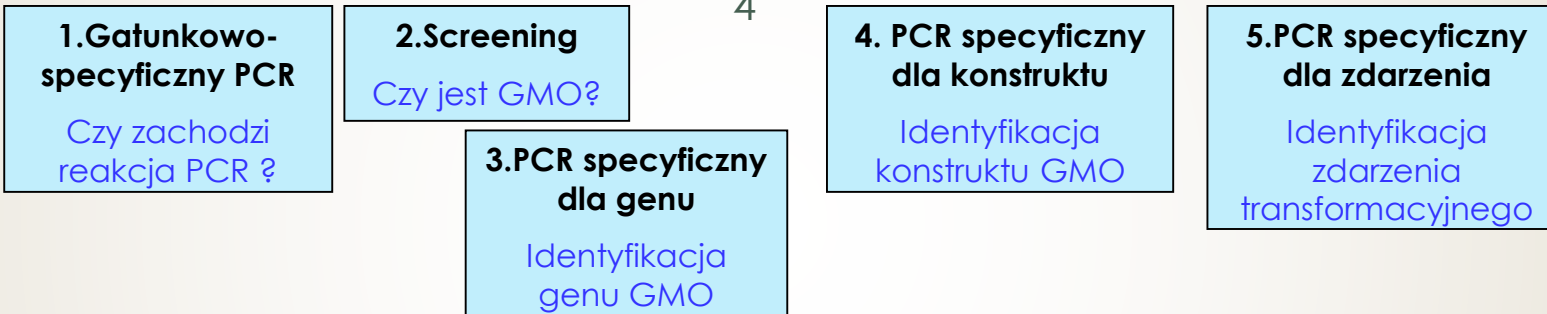 4
1.Gatunkowo-
specyficzny PCR
Czy zachodzi
reakcja PCR ?
2.Screening
Czy jest GMO?
3.PCR specyficzny
dla genu
Identyfikacja
genu GMO
4. PCR specyficzny
dla konstruktu
Identyfikacja
konstruktu GMO
5.PCR specyficzny
dla zdarzenia
Identyfikacja
zdarzenia
transformacyjnego